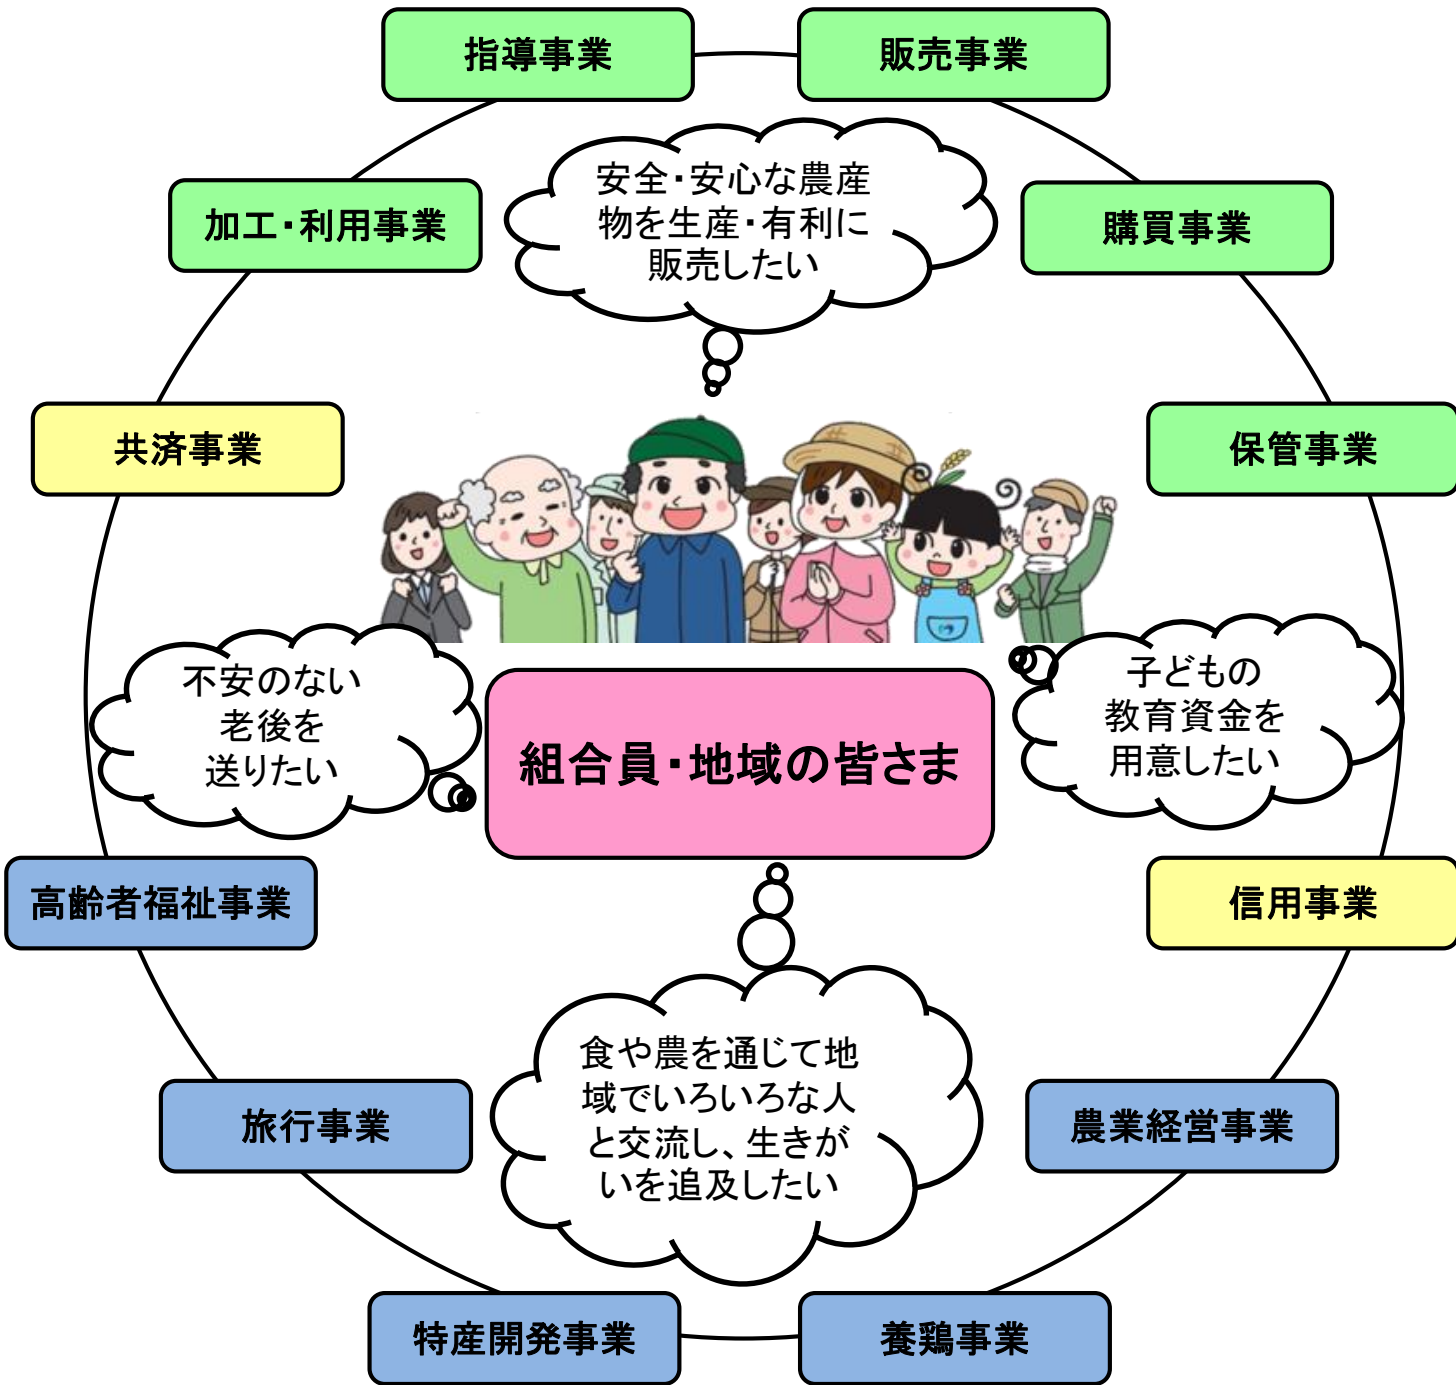 指導事業
販売事業
加工・利用事業
安全・安心な農産
物を生産・有利に
販売したい
購買事業
共済事業
保管事業
不安のない
老後を
送りたい
組合員・地域の皆さま
子どもの
教育資金を
用意したい
高齢者福祉事業
信用事業
食や農を通じて地
域でいろいろな人
と交流し、生きが
いを追及したい
旅行事業
農業経営事業
特産開発事業
養鶏事業